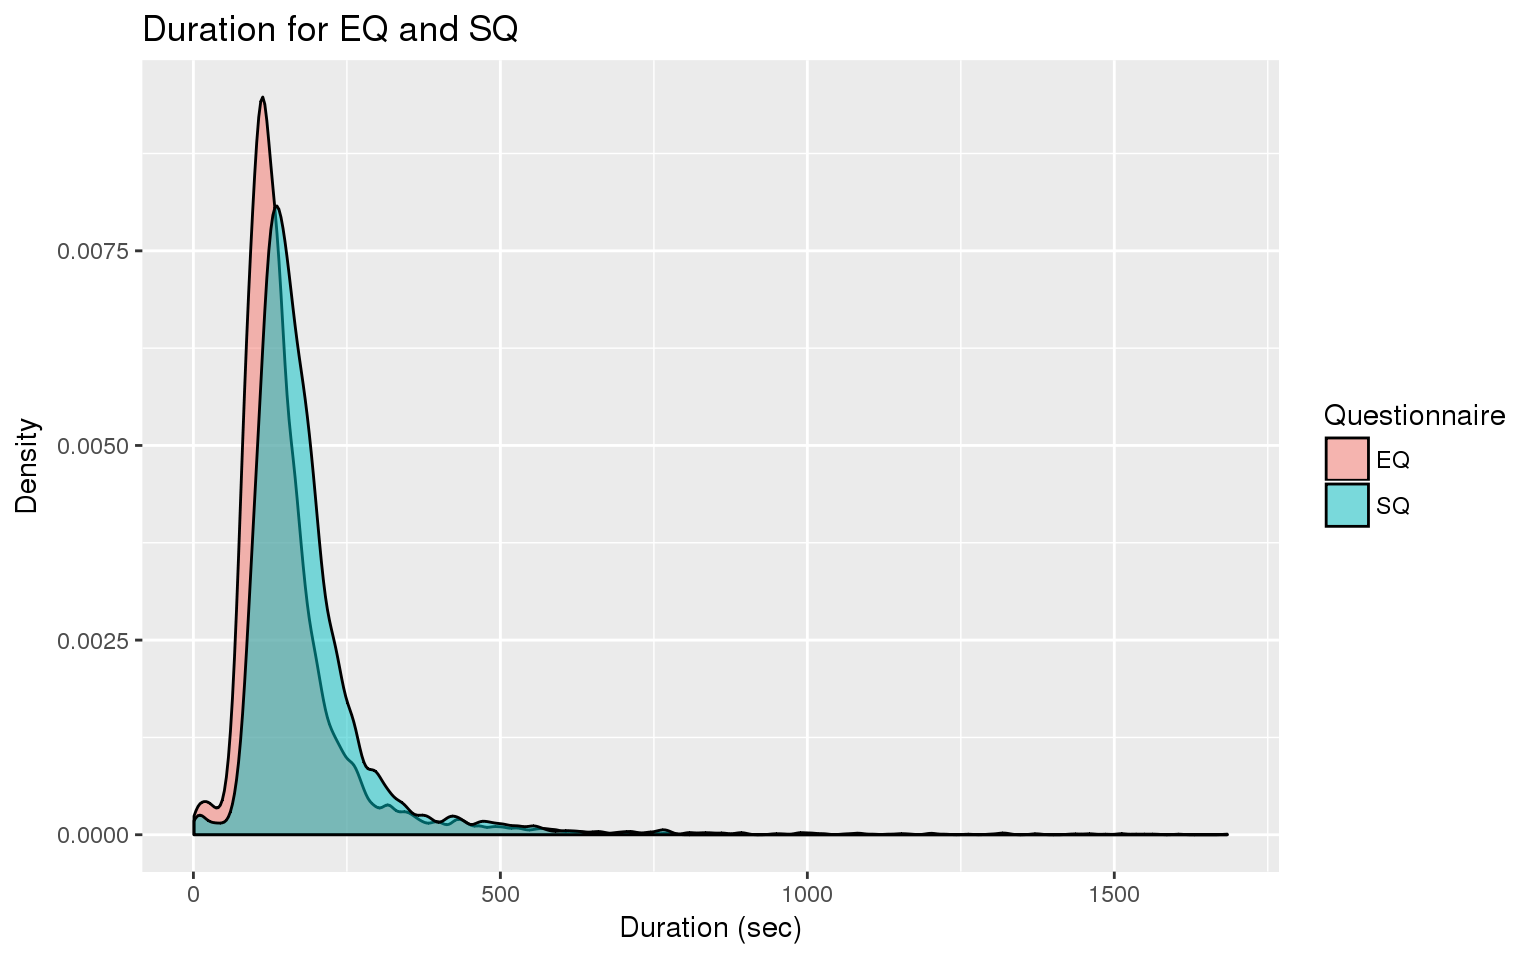 Duration for EQ and SQ
Density
0.0075
0.0050
0.0025
0.0000
0
500
1000
1500
Duration (sec)
Questionnaire
EQ
SQ